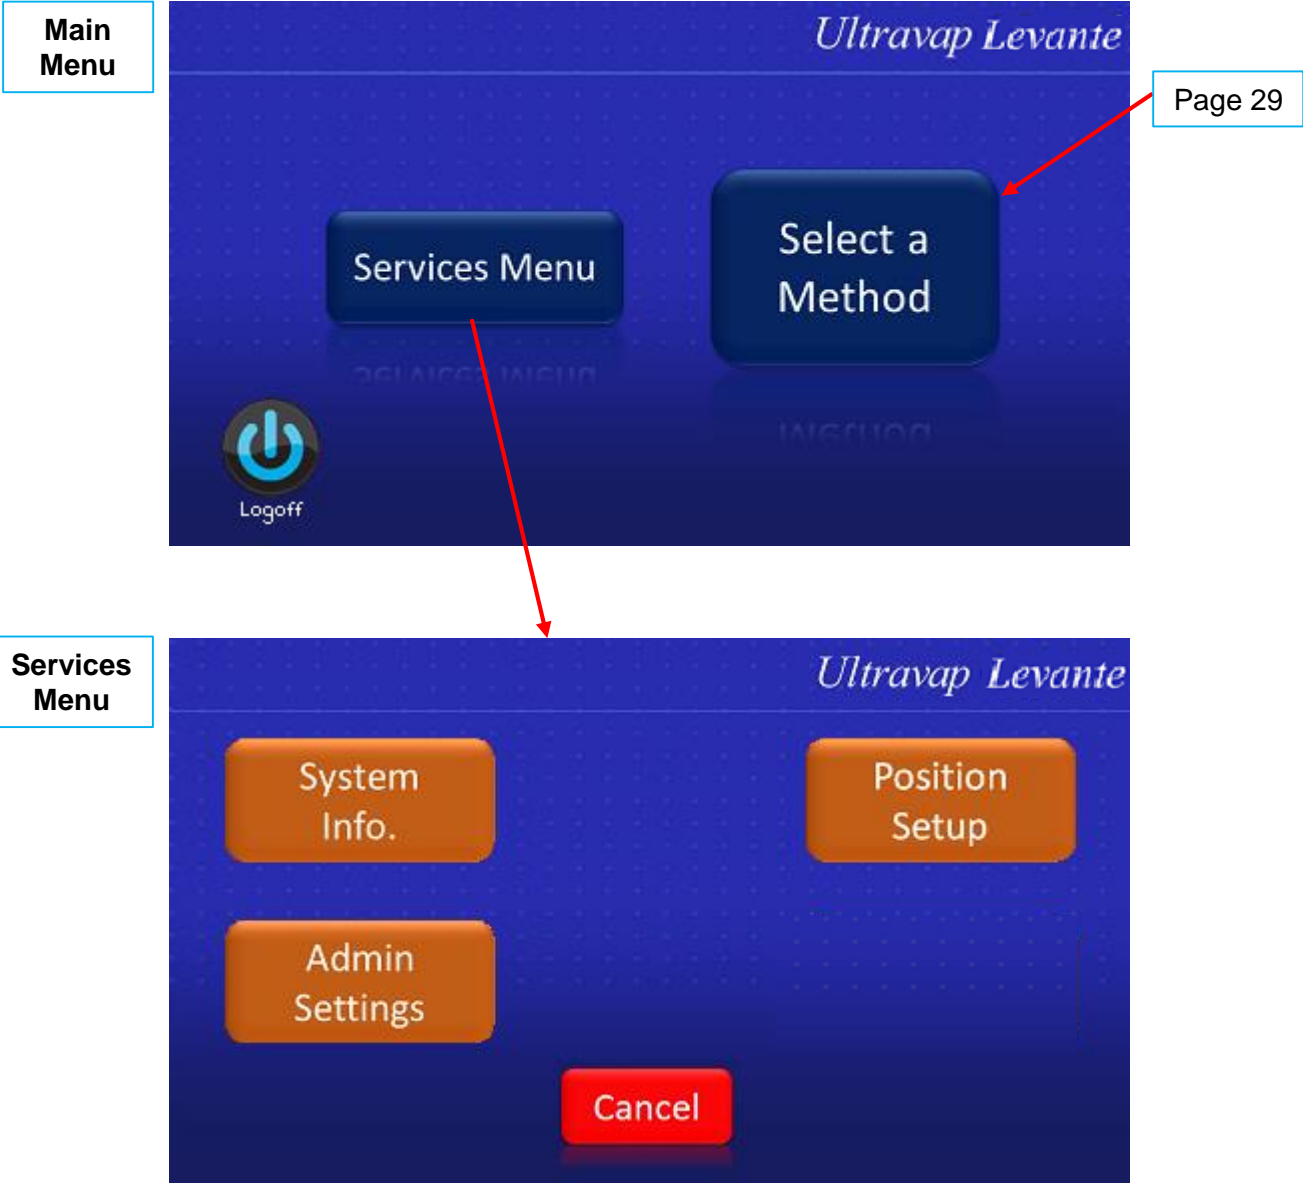 Main
Menu
Ultravap Levante
Page 29
Services Menu
Select a
Method
Logoff
Services
Menu
Ultravap Levante
System
Info.
Position
Setup
Admin
Settings
Cancel